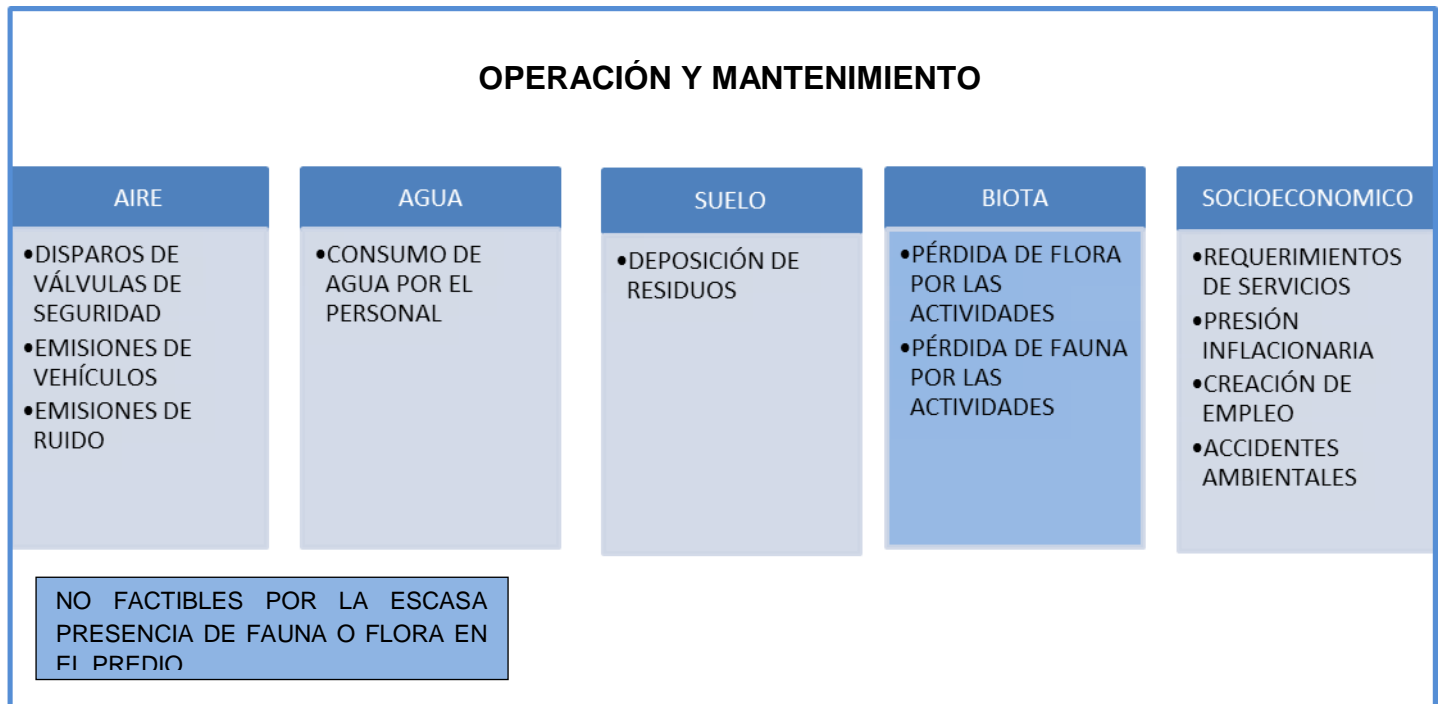 OPERACIÓN Y MANTENIMIENTO
AIRE
•DISPAROS DE
VÁLVULAS DE
SEGURIDAD
•EMISIONES DE
VEHÍCULOS
•EMISIONES DE
RUIDO
AGUA
•CONSUMO DE
AGUA POR EL
PERSONAL
SUELO
•DEPOSICIÓN DE
RESIDUOS
BIOTA
•PÉRDIDA DE FLORA
POR LAS
ACTIVIDADES
•PÉRDIDA DE FAUNA
POR LAS
ACTIVIDADES
SOCIOECONOMICO
•REQUERIMIENTOS
DE SERVICIOS
•PRESIÓN
INFLACIONARIA
•CREACIÓN DE
EMPLEO
•ACCIDENTES
AMBIENTALES
NO FACTIBLES POR LA ESCASA
PRESENCIA DE FAUNA O FLORA EN
EL PREDIO